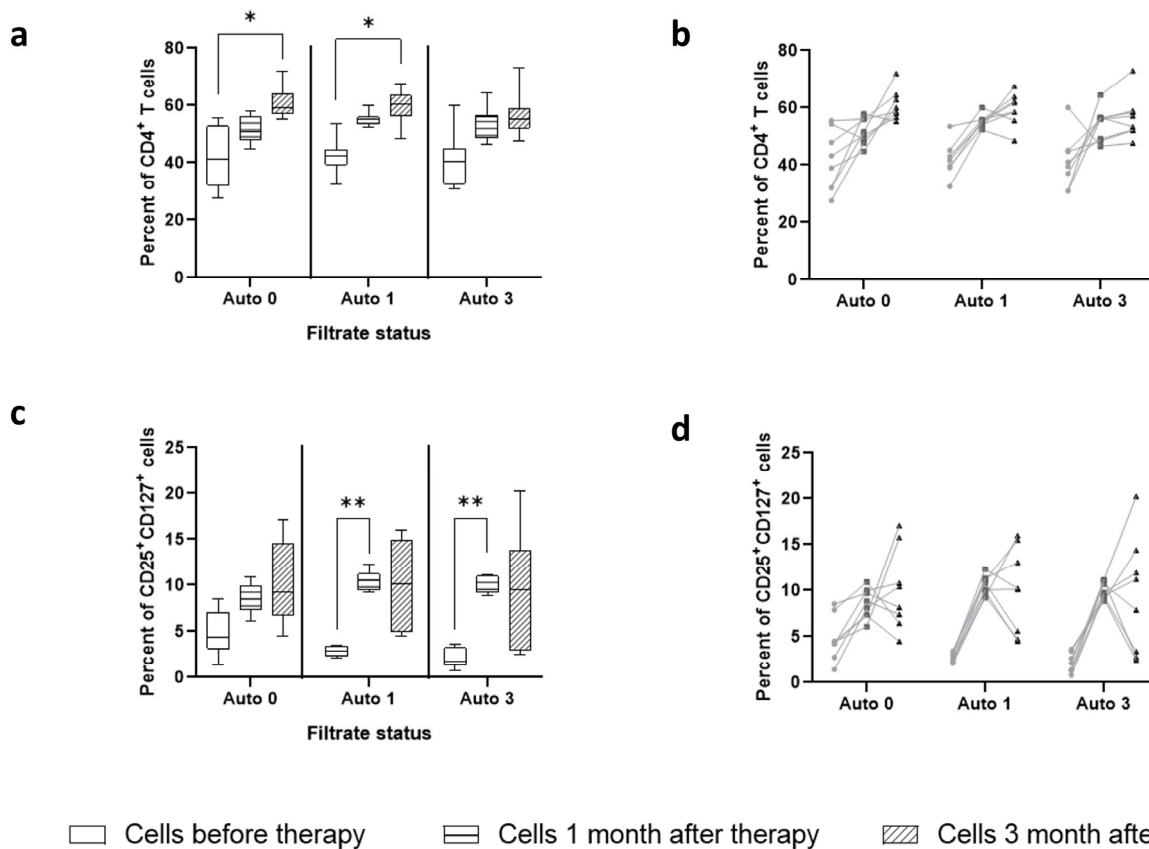 a
*
*
Percent of CD4+ T cells
80
60
40
20
0
Auto 0
Auto 1
Auto 3
Filtrate status
b
Percent of CD4+ T cells
80
60
40
20
0
Auto 0
Auto 1
Auto 3
c
**
**
Percent of CD25+CD127+ cells
25
20
15
10
5
0
Auto 0
Auto 1
Auto 3
Filtrate status
d
Percent of CD25+CD127+ cells
25
20
15
10
5
0
Auto 0
Auto 1
Auto 3
Cells before therapy
Cells 1 month after therapy
Cells 3 month afte